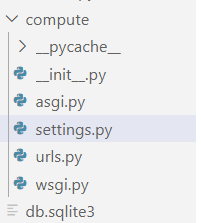 compute
__pycache__
__init__.py
asgi.py
settings.py
urls.py
wsgi.py
db.sqlite3